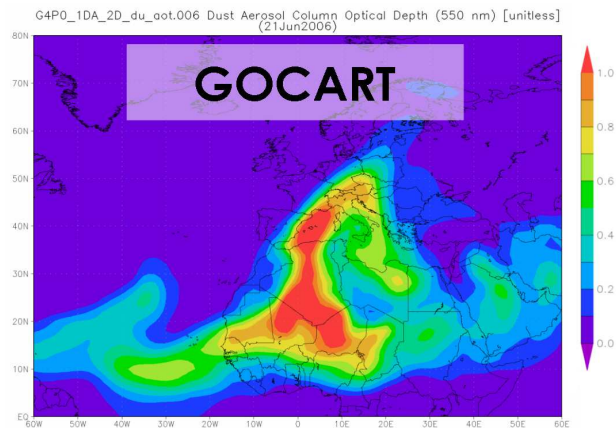 G4P0_1DA_2D_du_aot.006 Dust Aerosol Column Optical Depth (550 nm) [unitless]
(21Jun2006)
GOCART
80N
70N
60N
50N
40N
30N
20N
10N
EQ
60W 50W 40W 30W 20W 10W 0 10E 20E 30E 40E 50E 60E
1.0
0.8
0.6
0.4
0.2
0.0